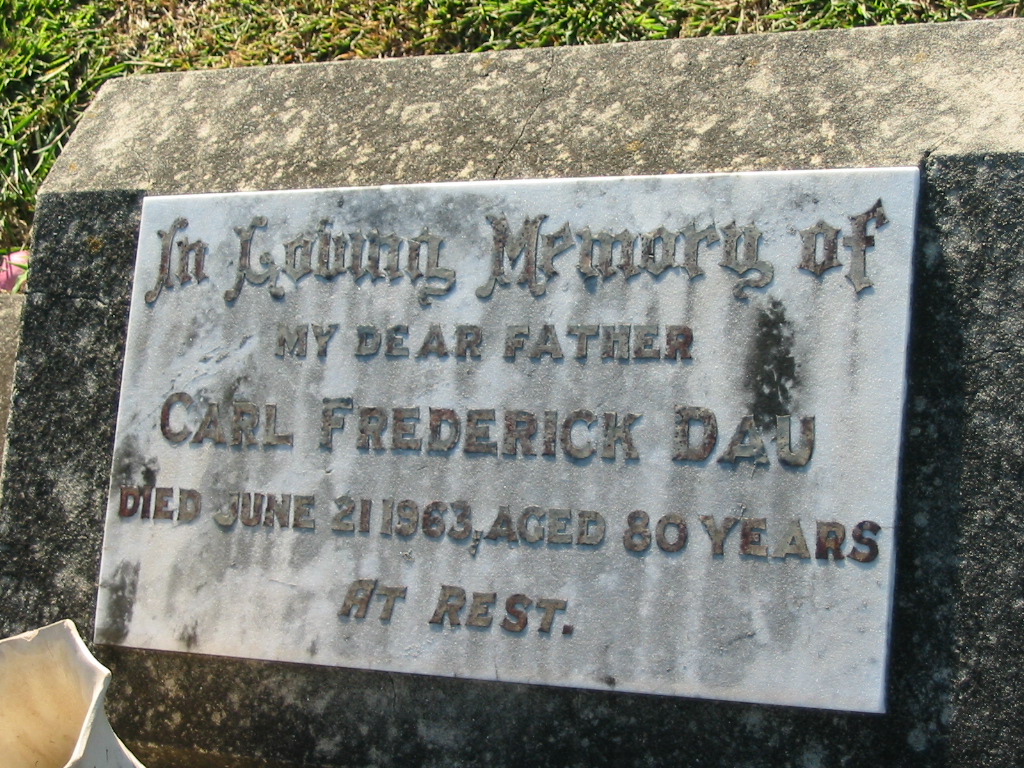 In Loving Memory of
MY DEAR FATHER
CARL FREDERICK DAU
DIED JUNE 21 1963, AGED 80 YEARS
AT REST.